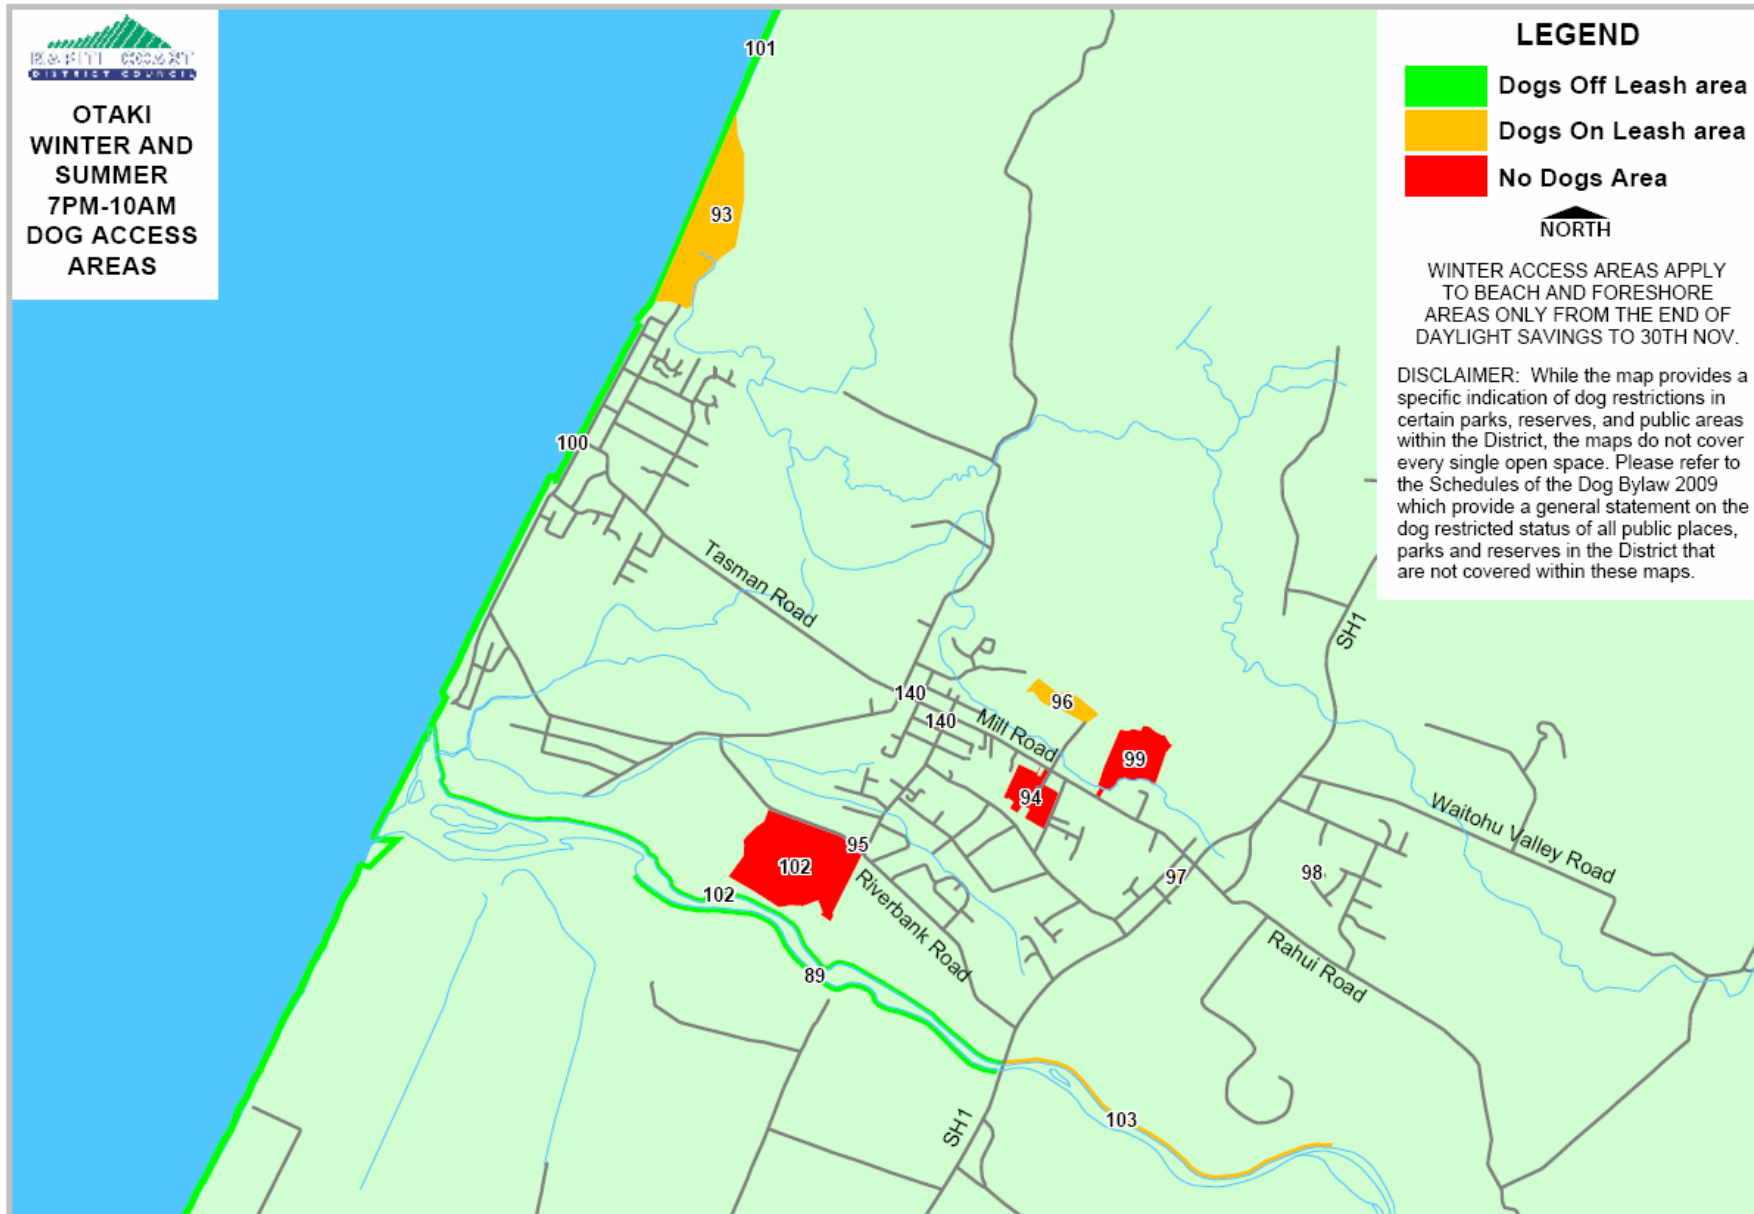 KAPITI COAST
DISTRICT COUNCIL
OTAKI
WINTER AND
SUMMER
7PM-10AM
DOG ACCESS
AREAS
LEGEND
Dogs Off Leash area
Dogs On Leash area
No Dogs Area
NORTH
WINTER ACCESS AREAS APPLY
TO BEACH AND FORESHORE
AREAS ONLY FROM THE END OF
DAYLIGHT SAVINGS TO 30TH NOV.
DISCLAIMER: While the map provides a
specific indication of dog restrictions in
certain parks, reserves, and public areas
within the District, the maps do not cover
every single open space. Please refer to
the Schedules of the Dog Bylaw 2009
which provide a general statement on the
dog restricted status of all public places,
parks and reserves in the District that
are not covered within these maps.
101
93
100
Tasman Road
SH1
140
96
140
Mill Road
99
94
Waitohu Valley Road
95
102
97
98
102
Riverbank Road
Rahui Road
89
103
SH1